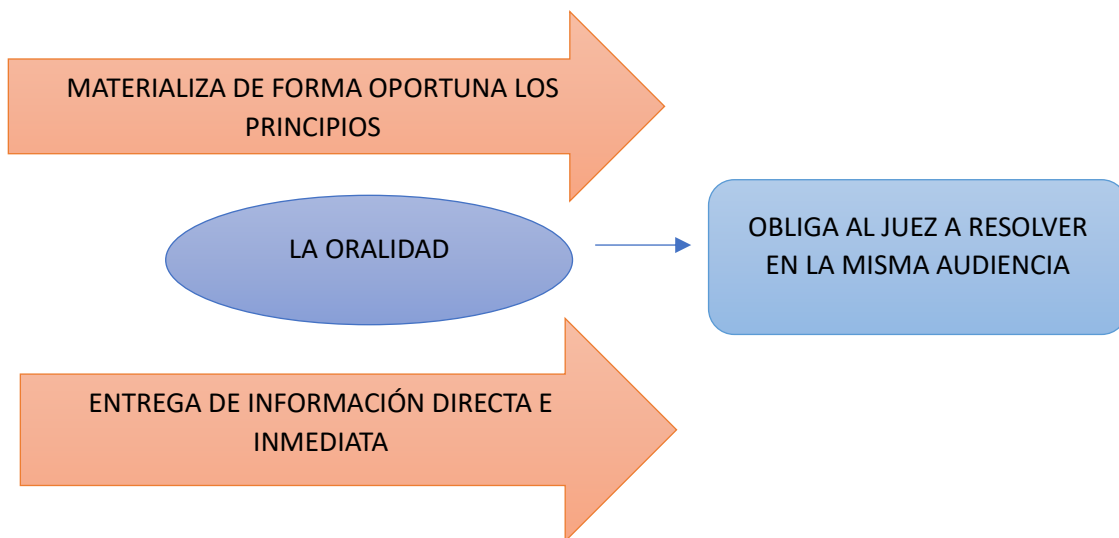 MATERIALIZA DE FORMA OPORTUNA LOS
PRINCIPIOS
LA ORALIDAD
OBLIGA AL JUEZ A RESOLVER
EN LA MISMA AUDIENCIA
ENTREGA DE INFORMACIÓN DIRECTA E
INMEDIATA